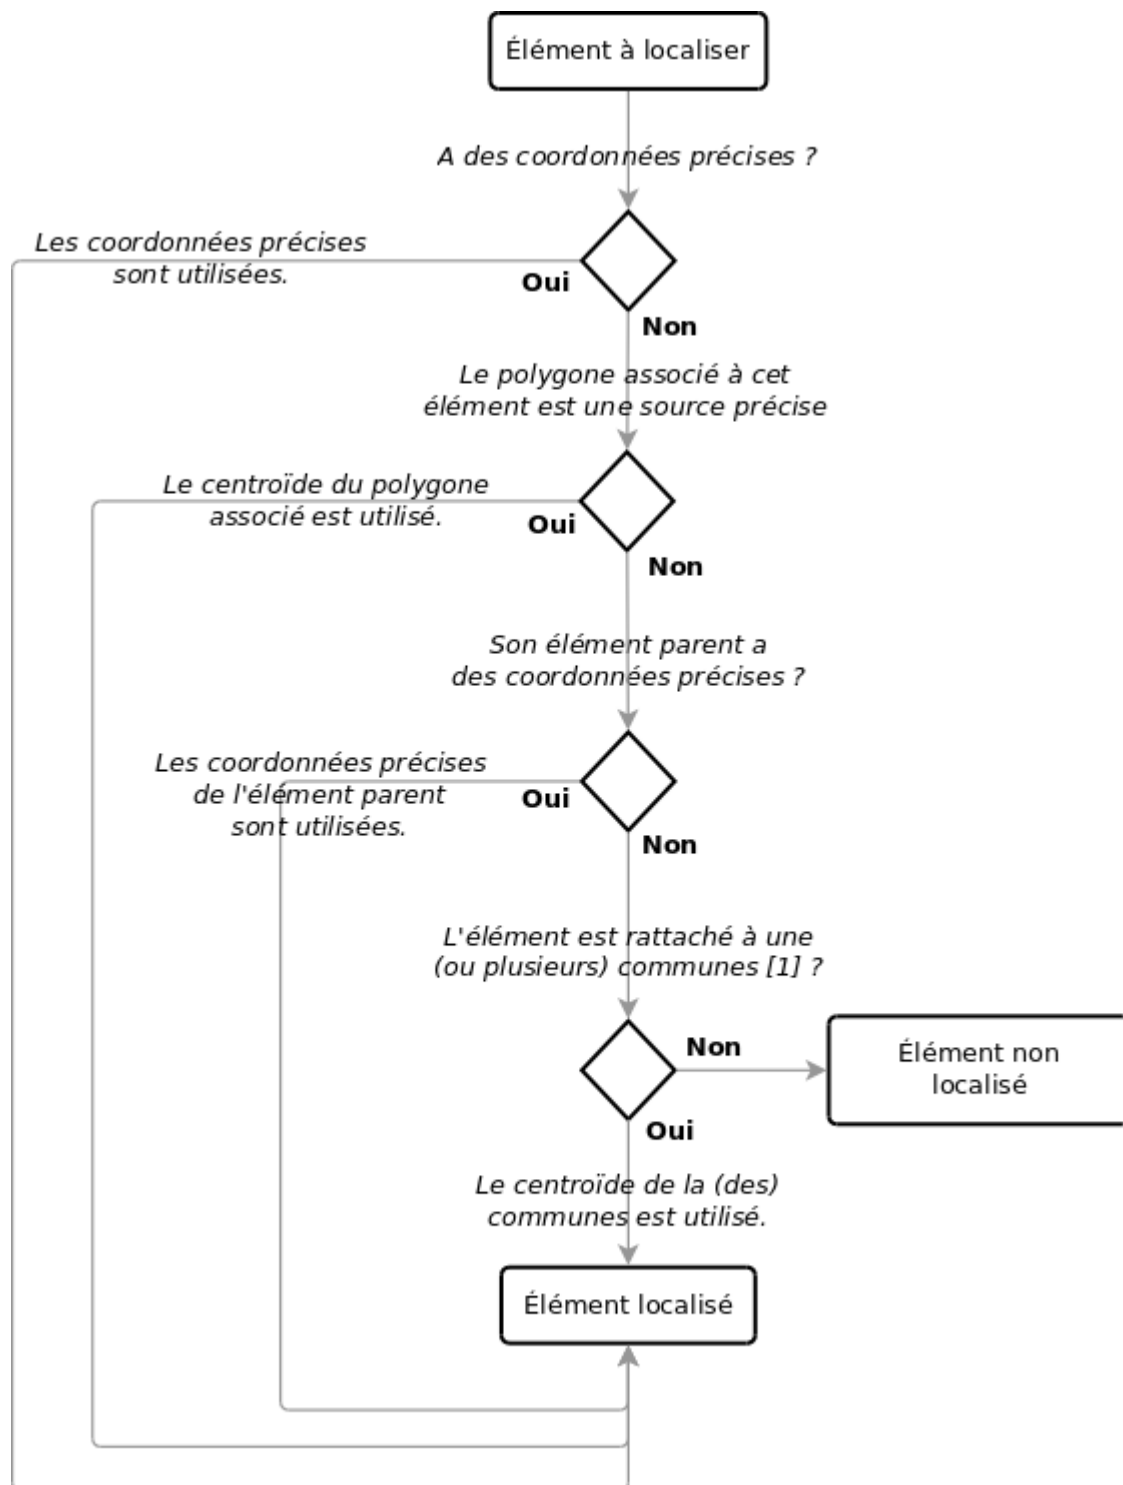 Élément à localiser
A des coordonnées précises ?
Les coordonnées précises
sont utilisées.
Oui
Non
Le polygone associé à cet
élément est une source précise
Le centroïde du polygone
associé est utilisé.
Oui
Non
Son élément parent a
des coordonnées précises ?
Les coordonnées précises
de l'élément parent
sont utilisées.
Oui
Non
L'élément est rattaché à une
(ou plusieurs) communes [1] ?
Non
Élément non
localisé
Oui
Le centroïde de la (des)
communes est utilisé.
Élément localisé